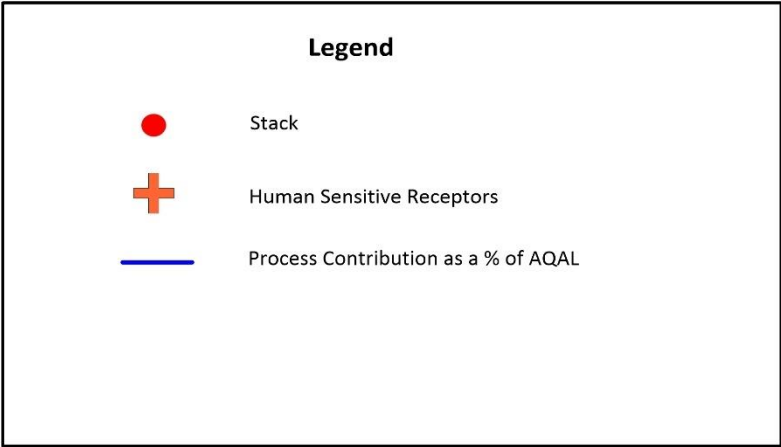 Legend
Stack
Human Sensitive Receptors
Process Contribution as a % of AQAL